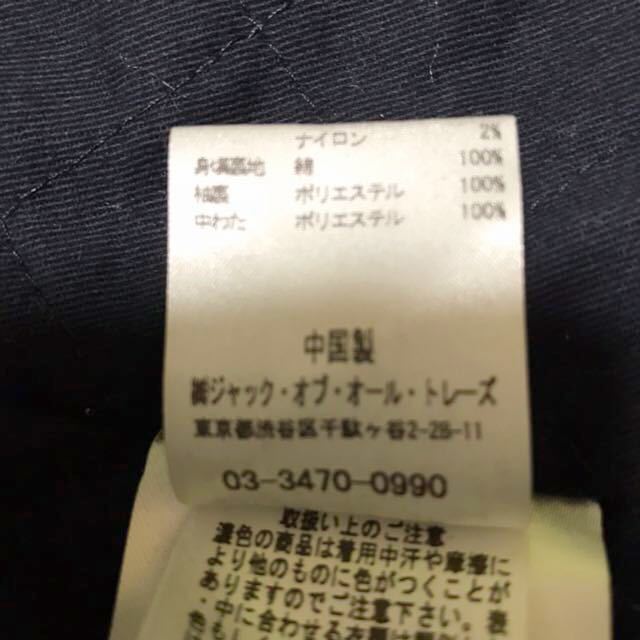 ナイロン 2%
身頃裏地 綿 100%
袖裏 ポリエステル 100%
中わた ポリエステル 100%
中国製
㈱ジャック・オブ・オール・トレーズ
東京都渋谷区千駄ヶ谷2-28-11
03-3470-0990
取扱い上のご注意
濃色の商品は着用中汗や摩擦に
より他のものに色がつくことが
ありますのでご注意下さい。